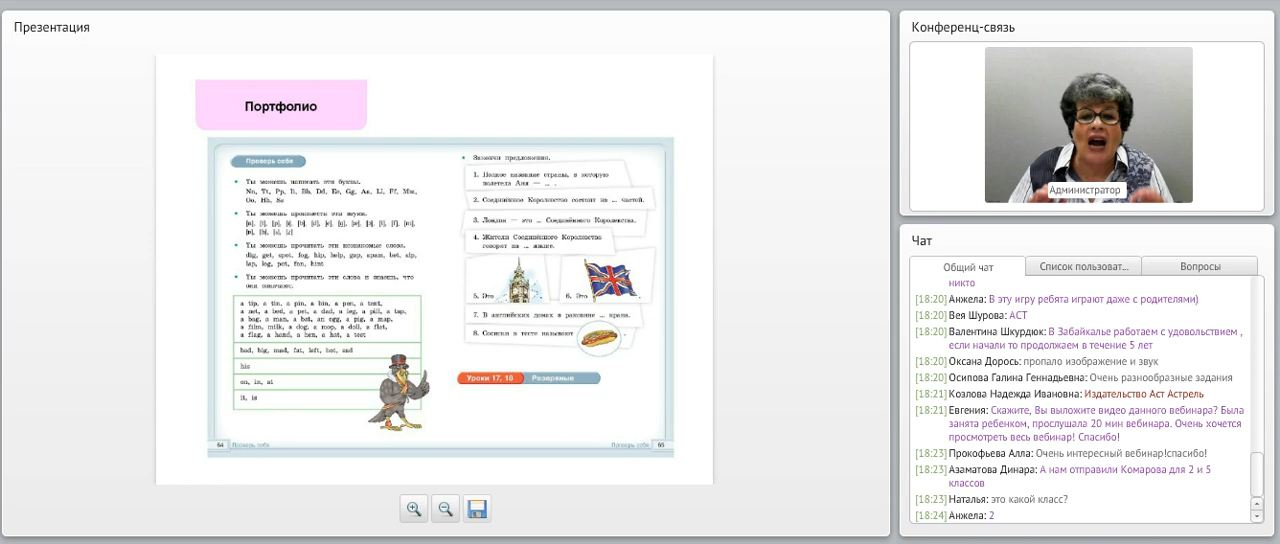 Презентация
Портфолио
Проверь себя
Ты можешь написать эти буквы.
Nn, Tt, Pp, Ii, Bb, Dd, Ee, Gg, Aa, Ll, Ff, Mm,
Oo, Hh, Ss
Ты можешь произнести эти звуки.
Ты можешь прочитать эти незнакомые слова.
dig, get, spot, fog, hip, help, gap, spam, bet, slp,
lap, log, pot, fan, hint
Ты можешь прочитать эти слова и знаешь, что
они означают.
a tip, a tin, a pin, a bin, a pen, a tent,
a net, a bed, a pet, a dad, a leg, a pill, a tap,
a bag, a man, a bat, an egg, a pig, a map,
a film, milk, a dog, a mop, a doll, a flat,
a flag, a hand, a hen, a hat, a test
bad, big, mad, fat, left, hot, sad
his
on, in, at
it, is
64 Проверь себя
Закончи предложения.
1. Полное название страны, в которую
полетела Аня — ... .
2. Соединённое Королевство состоит из ... частей.
3. Лондон — это ... Соединённого Королевства.
4. Жители Соединённого Королевства
говорят на ... языке.
5. Это
6. Это
7. В английских домах в раковине ... крана.
8. Сосиски в тесте называют
Уроки 17, 18 Резервные
Проверь себя 65
Конференц-связь
Администратор
Чат
Общий чат
Список пользоват...
Вопросы
никто
[18:20] Анжела: В эту игру ребята играют даже с родителями)
[18:20] Вея Шурова: АСТ
[18:20] Валентина Шкурдюк: В Забайкалье работаем с удовольствием ,
если начали то продолжаем в течение 5 лет
[18:20] Оксана Дорось: пропало изображение и звук
[18:20] Осипова Галина Геннадьевна: Очень разнообразные задания
[18:21] Козлова Надежда Ивановна: Издательство Аст Астрель
[18:21] Евгения: Скажите, Вы выложите видео данного вебинара? Была
занята ребенком, прослушала 20 мин вебинара. Очень хочется
просмотреть весь вебинар! Спасибо!
[18:23] Прокофьева Алла: Очень интересный вебинар!спасибо!
[18:23] Азаматова Динара: А нам отправили Комарова для 2 и 5
классов
[18:23] Наталья: это какой класс?
[18:24] Анжела: 2